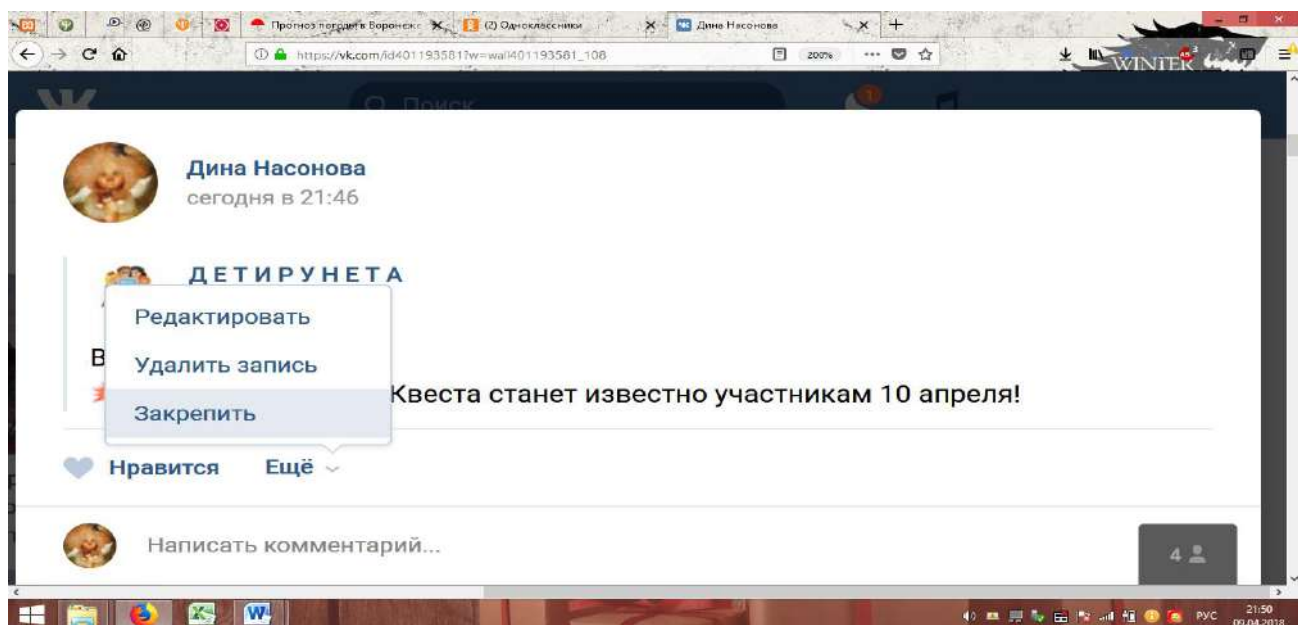 Прогноз погоды в Воронеже
(2) Одноклассники
Дина Насонова
https://vk.com/id401193581?w=wall401193581_108
200%
WINTER
Поиск
1
Дина Насонова
сегодня в 21:46
ДЕТИРУНЕТА
Редактировать
В
Удалить запись
Квеста станет известно участникам 10 апреля!
Закрепить
Нравится
Ещё
Написать комментарий...
4
РУС
21:50
09.04.2018